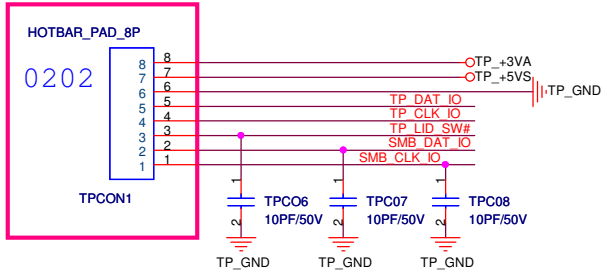 HOTBAR_PAD_8P
0202
8 8 TP_+3VA
7 7 TP_+5VS
6 6 TP_GND
5 5 TP_DAT_IO
4 4 TP_CLK_IO
3 3 TP_LID_SW#
2 2 SMB_DAT_IO
1 1 SMB_CLK_IO
TPCON1
1 1 1
TPCO6 TPC07 TPC08
10PF/50V 10PF/50V 10PF/50V
2 2 2
TP_GND TP_GND TP_GND